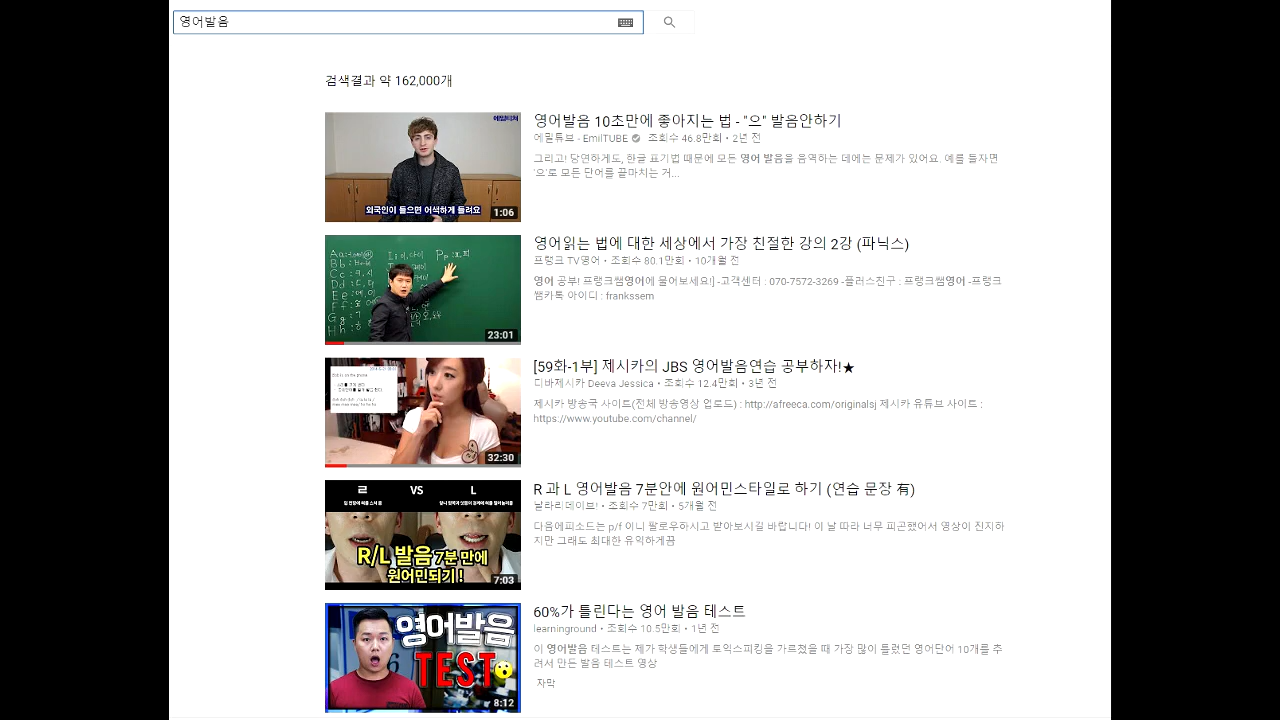 영어발음
검색결과 약 162,000개
에밀티쳐
외국인이 들으면 어색하게 들려요
1:06
영어발음 10초만에 좋아지는 법 - "으" 발음안하기
에밀튜브 - EmilTUBE 조회수 46.8만회 • 2년 전
그리고! 당연하게도, 한글 표기법 때문에 모든 영어 발음을 음역하는 데에는 문제가 있어요. 예를 들자면
'으'로 모든 단어를 끝마치는 거...
23:01
영어읽는 법에 대한 세상에서 가장 친절한 강의 2강 (파닉스)
프랭크 TV영어 • 조회수 80.1만회 • 10개월 전
영어 공부! 프랭크쌤영어에 물어보세요!] -고객센터 : 070-7572-3269 -플러스친구 : 프랭크쌤영어 -프랭크
쌤카톡 아이디 : frankssem
32:30
[59화-1부] 제시카의 JBS 영어발음연습 공부하자!★
디바제시카 Deeva Jessica • 조회수 12.4만회 • 3년 전
제시카 방송국 사이트(전체 방송영상 업로드) : http://afreeca.com/originalsj 제시카 유튜브 사이트 :
https://www.youtube.com/channel/
ㄹ VS L
R/L 발음 7분 만에
원어민되기 !
7:03
R 과 L 영어발음 7분안에 원어민스타일로 하기 (연습 문장 有)
날라리데이브! • 조회수 7만회 • 5개월 전
다음에피소드는 p/f 이니 팔로우하시고 받아보시길 바랍니다! 이 날 따라 너무 피곤했어서 영상이 진지하
지만 그래도 최대한 유익하게끔
영어발음
TEST
8:12
60%가 틀린다는 영어 발음 테스트
learninground • 조회수 10.5만회 • 1년 전
이 영어발음 테스트는 제가 학생들에게 토익스피킹을 가르쳤을 때 가장 많이 틀렸던 영어단어 10개를 추
려서 만든 발음 테스트 영상
자막